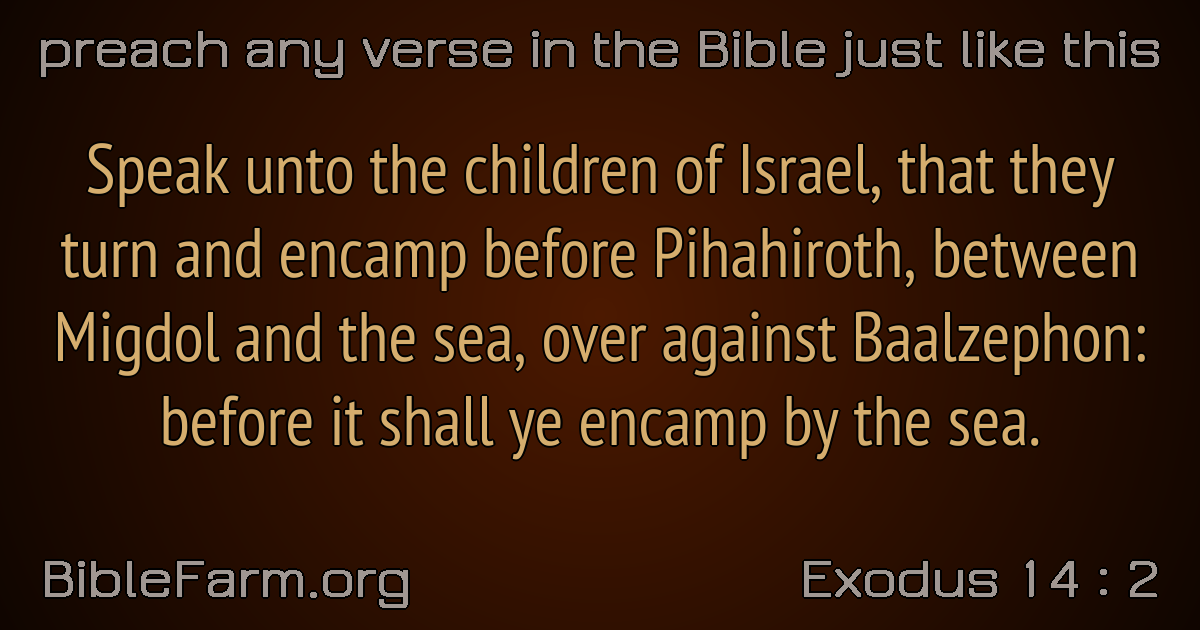 preach any verse in the Bible just like this
Speak unto the children of Israel, that they
turn and encamp before Pihahiroth, between
Migdol and the sea, over against Baalzephon:
before it shall ye encamp by the sea.
BibleFarm.org
Exodus 14 : 2